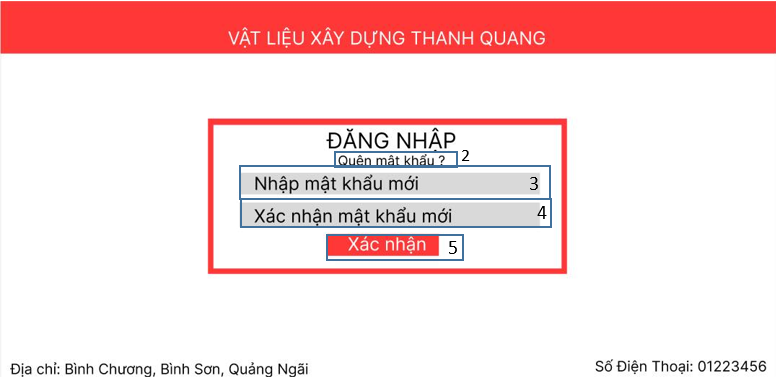 VẬT LIỆU XÂY DỰNG THANH QUANG
ĐĂNG NHẬP
Quên mật khẩu ? 2
Nhập mật khẩu mới 3
Xác nhận mật khẩu mới 4
Xác nhận 5
Địa chỉ: Bình Chương, Bình Sơn, Quảng Ngãi
Số Điện Thoại: 01223456